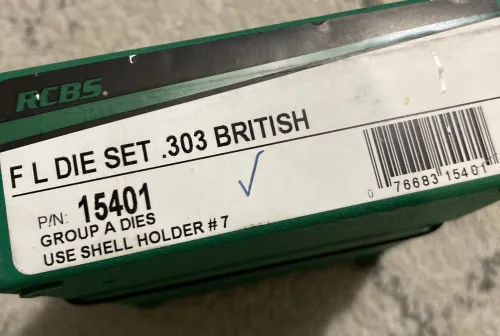 RCBS
F L DIE SET .303 BRITISH
P/N: 15401
GROUP A DIES
USE SHELL HOLDER # 7
0 76683 15401